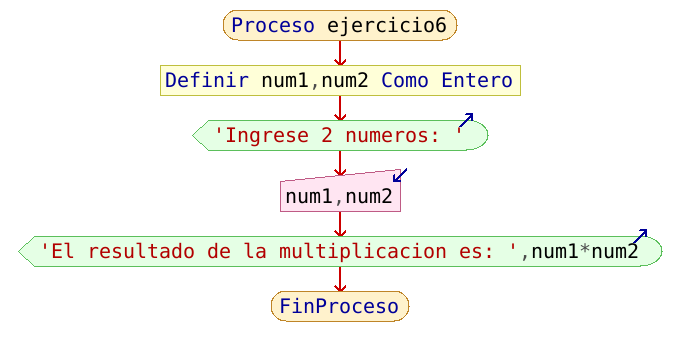 Proceso ejercicio6
Definir num1,num2 Como Entero
'Ingrese 2 numeros: '
num1,num2
'El resultado de la multiplicacion es: ',num1*num2
FinProceso